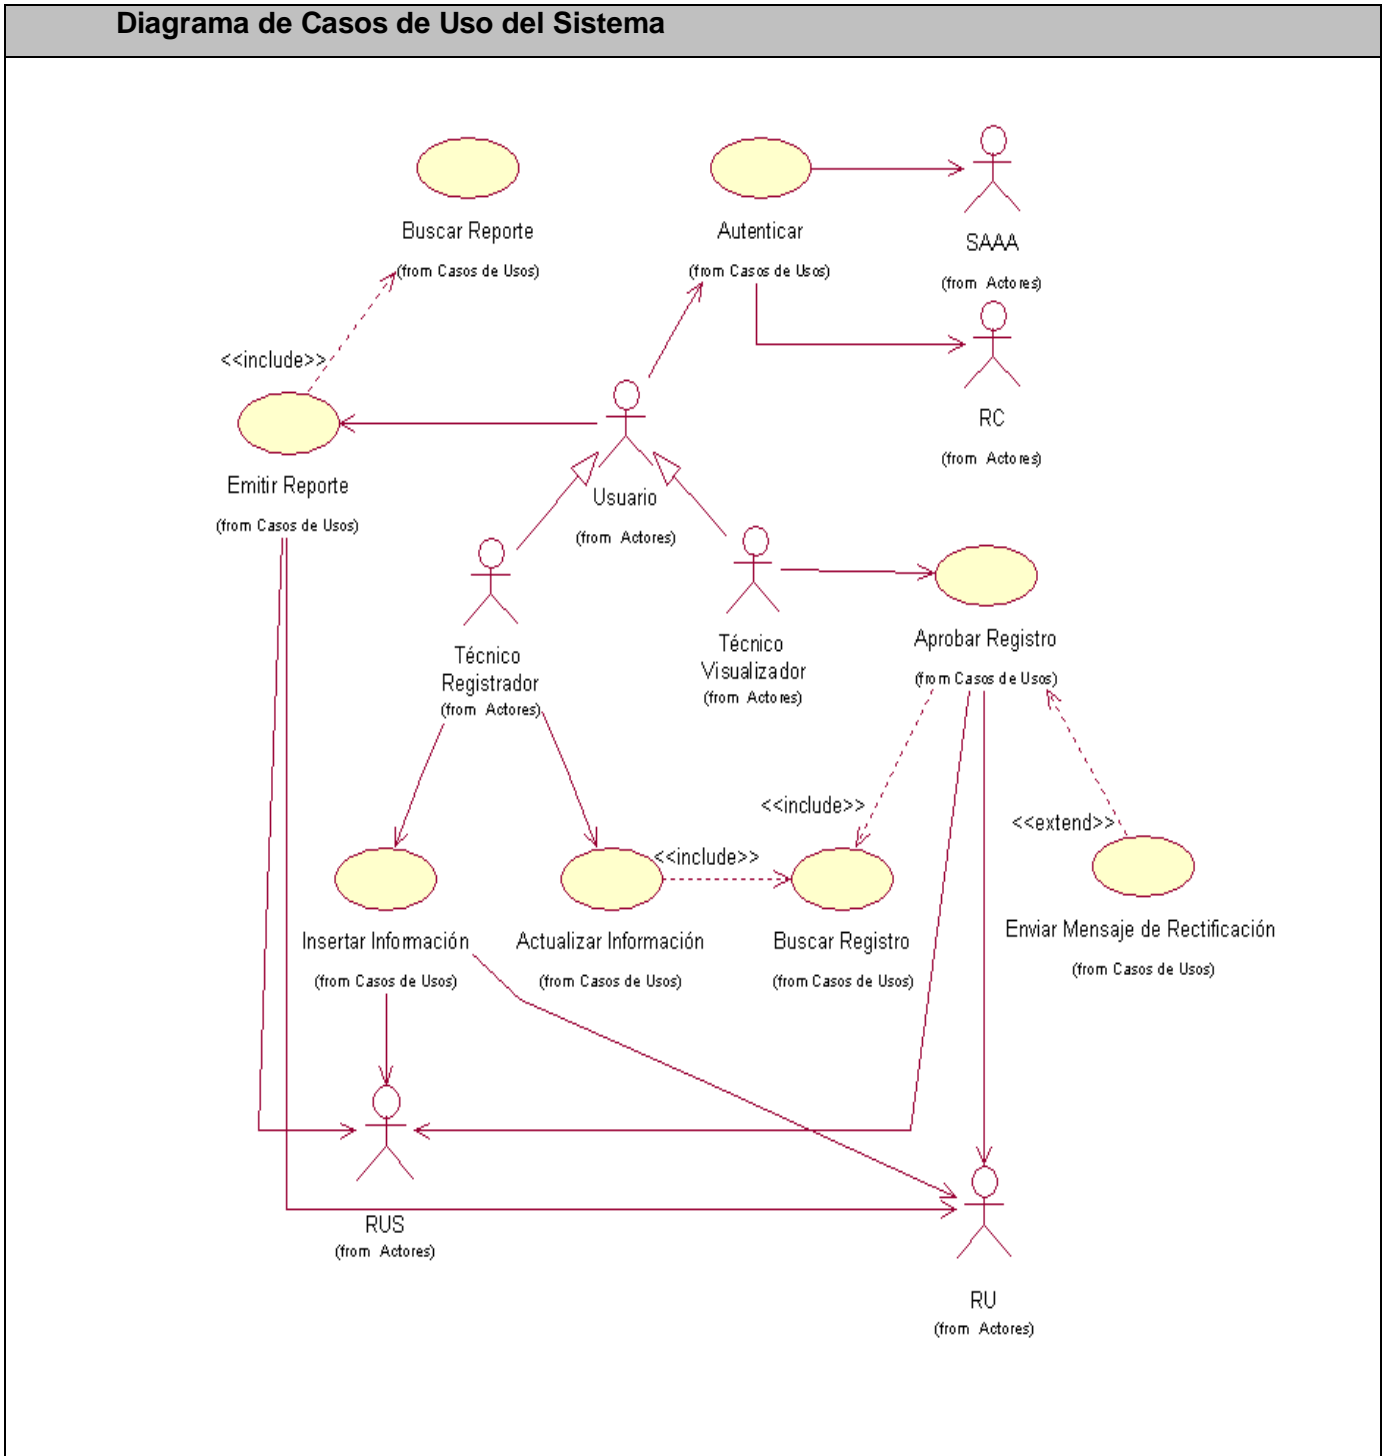 Diagrama de Casos de Uso del Sistema
Buscar Reporte
(from Casos de Usos)
Autenticar
(from Casos de Usos)
SAAA
(from Actores)
RC
(from Actores)
<<include>>
Emitir Reporte
(from Casos de Usos)
Usuario
(from Actores)
Técnico
Registrador
(from Actores)
Técnico
Visualizador
(from Actores)
Aprobar Registro
(from Casos de Usos)
<<include>>
<<extend>>
<<include>>
Insertar Información
(from Casos de Usos)
Actualizar Información
(from Casos de Usos)
Buscar Registro
(from Casos de Usos)
Enviar Mensaje de Rectificación
(from Casos de Usos)
RUS
(from Actores)
RU
(from Actores)